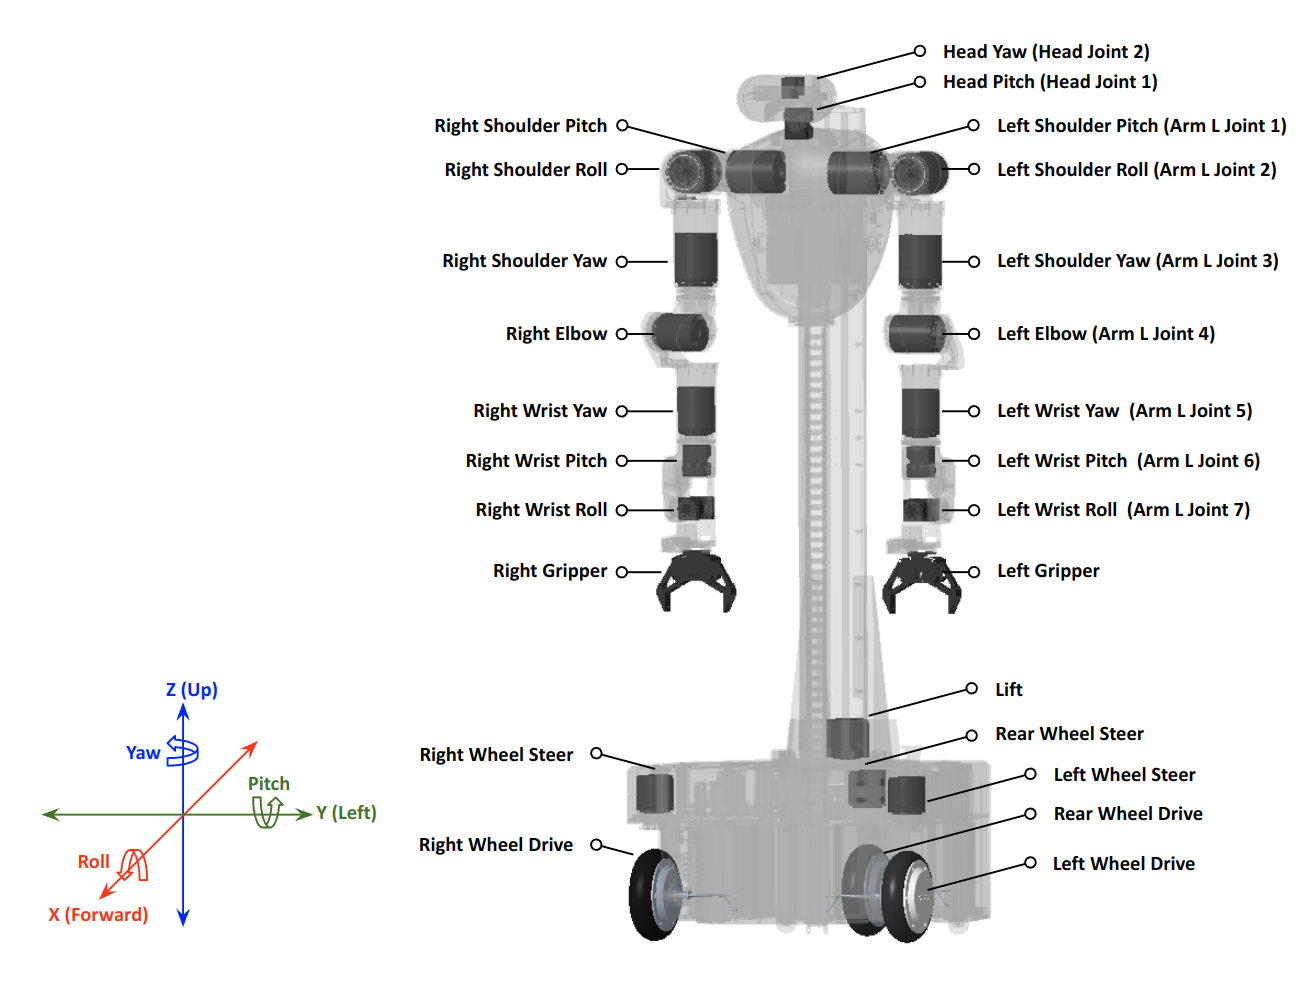 Head Yaw (Head Joint 2)
Head Pitch (Head Joint 1)
Right Shoulder Pitch
Left Shoulder Pitch (Arm L Joint 1)
Right Shoulder Roll
Left Shoulder Roll (Arm L Joint 2)
Right Shoulder Yaw
Left Shoulder Yaw (Arm L Joint 3)
Right Elbow
Left Elbow (Arm L Joint 4)
Right Wrist Yaw
Left Wrist Yaw (Arm L Joint 5)
Right Wrist Pitch
Left Wrist Pitch (Arm L Joint 6)
Right Wrist Roll
Left Wrist Roll (Arm L Joint 7)
Right Gripper
Left Gripper
Z (Up)
Yaw
Pitch
Y (Left)
Roll
X (Forward)
Lift
Rear Wheel Steer
Right Wheel Steer
Left Wheel Steer
Rear Wheel Drive
Right Wheel Drive
Left Wheel Drive